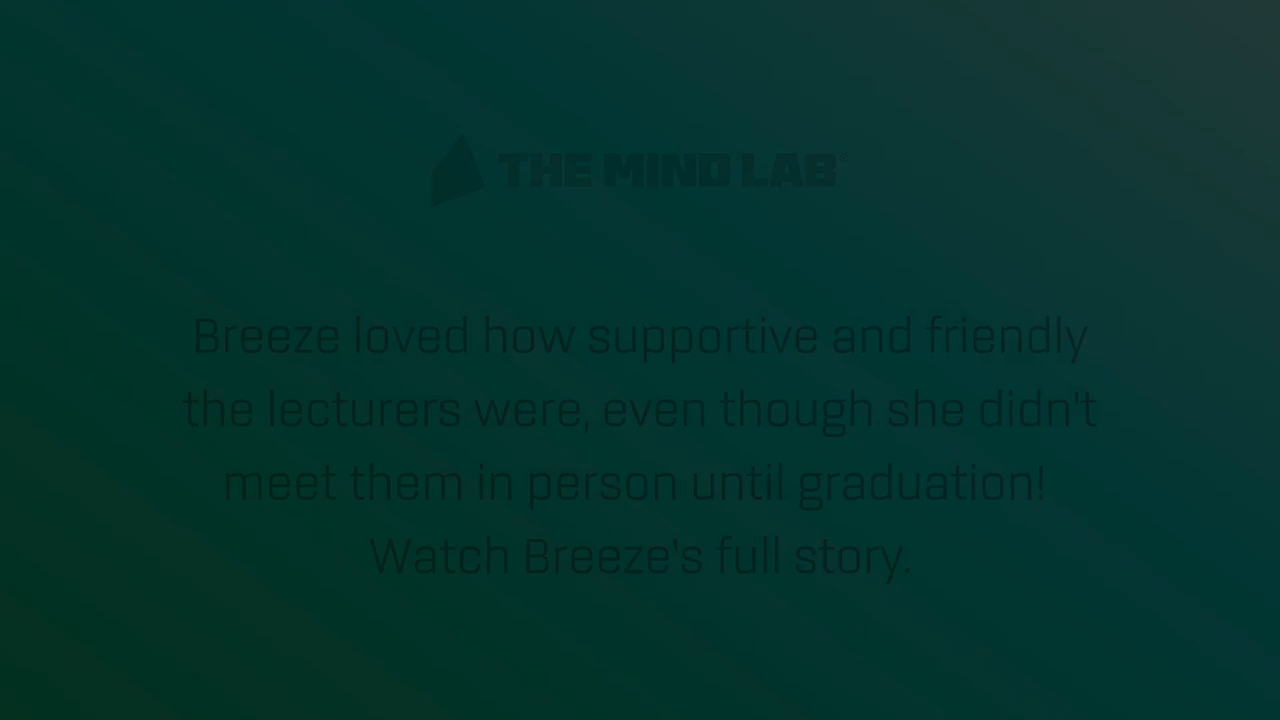 THE MIND LAB
Breeze loved how supportive and friendly
the lecturers were, even though she didn't
meet them in person until graduation!
Watch Breeze's full story.